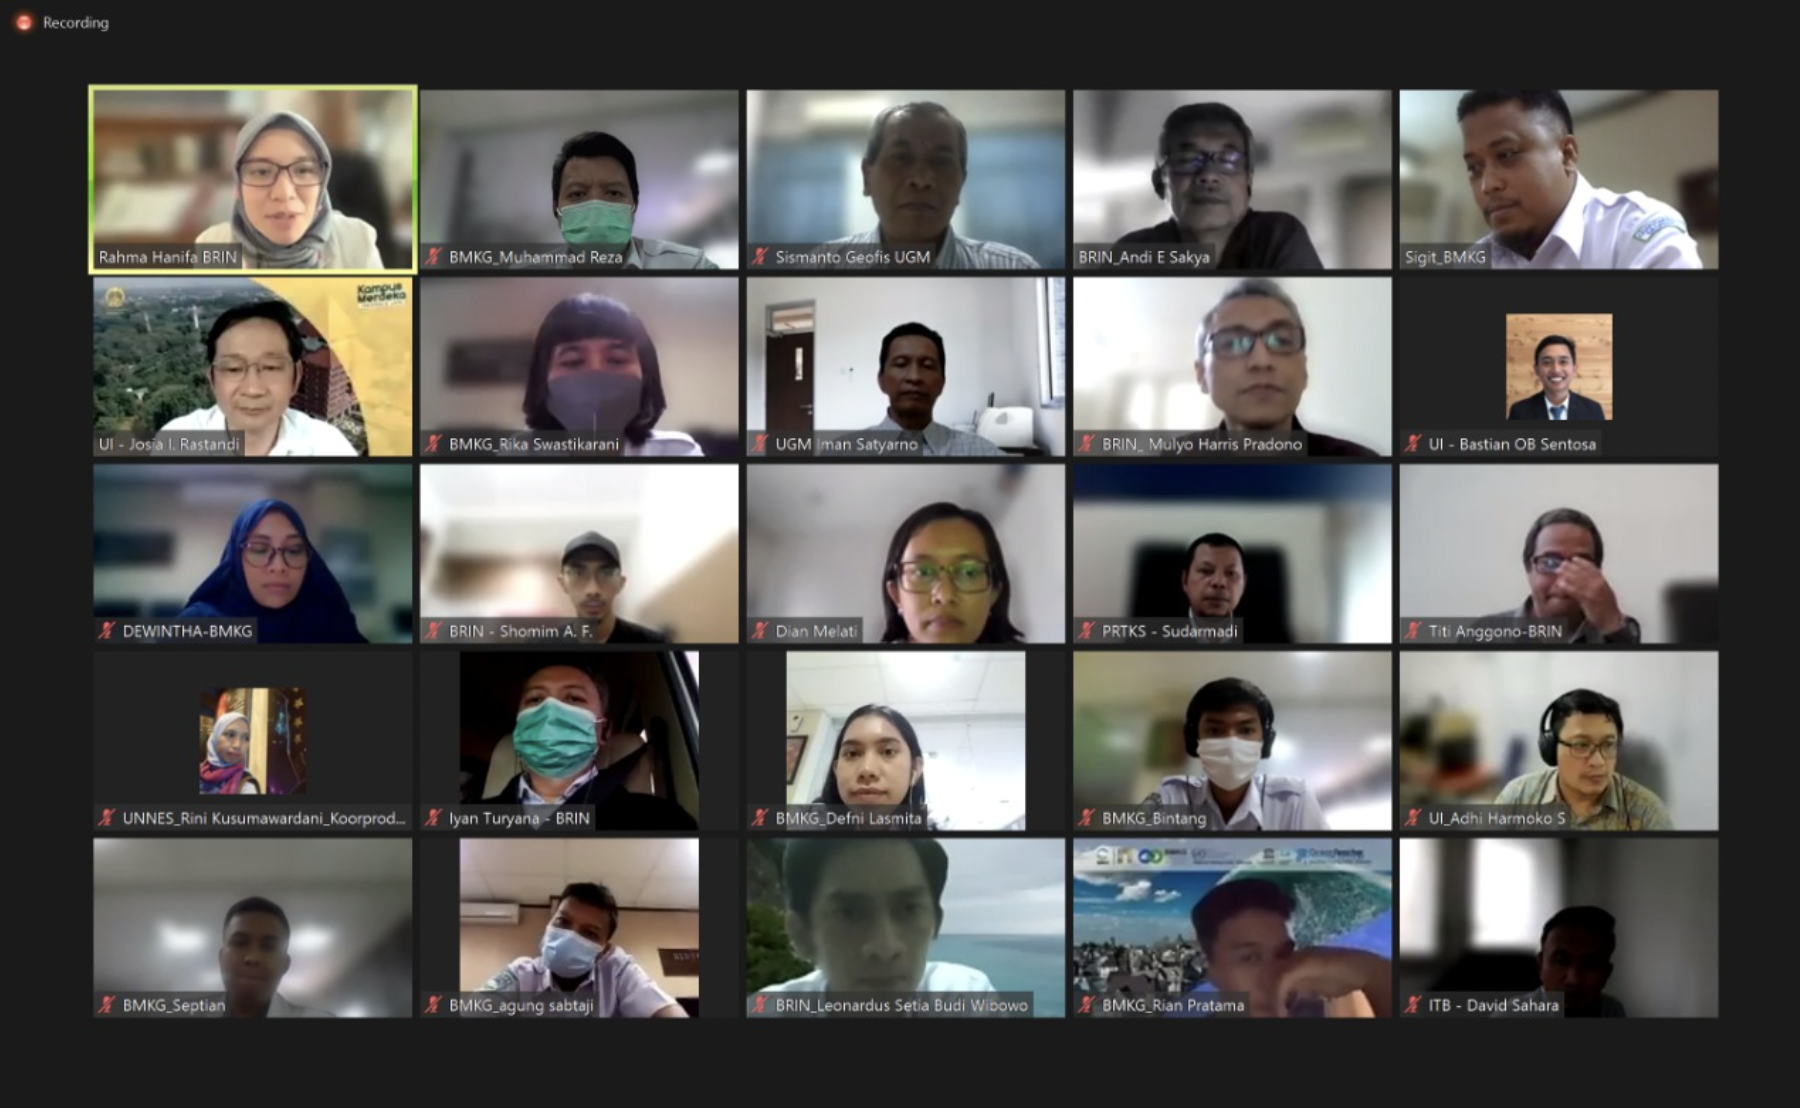 Recording
Rahma Hanifa BRIN
BMKG_Muhammad Reza
Sismanto Geofis UGM
BRIN_Andi E Sakya
Sigit_BMKG
Kampus
Merdeka
UI - Josia I. Rastandi
BMKG_Rika Swastikarani
UGM Iman Satyarno
BRIN_ Mulyo Harris Pradono
UI - Bastian OB Sentosa
DEWINTHA-BMKG
BRIN - Shomim A. F.
Dian Melati
PRTKS - Sudarmadi
Titi Anggono-BRIN
UNNES_Rini Kusumawardani_Koorprod...
Iyan Turyana - BRIN
BMKG_Defni Lasmita
BMKG_Bintang
UI_Adhi Harmoko S
BMKG
BMKG_Septian
BMKG_agung sabtaji
BRIN_Leonardus Setia Budi Wibowo
BMKG_Rian Pratama
ITB - David Sahara